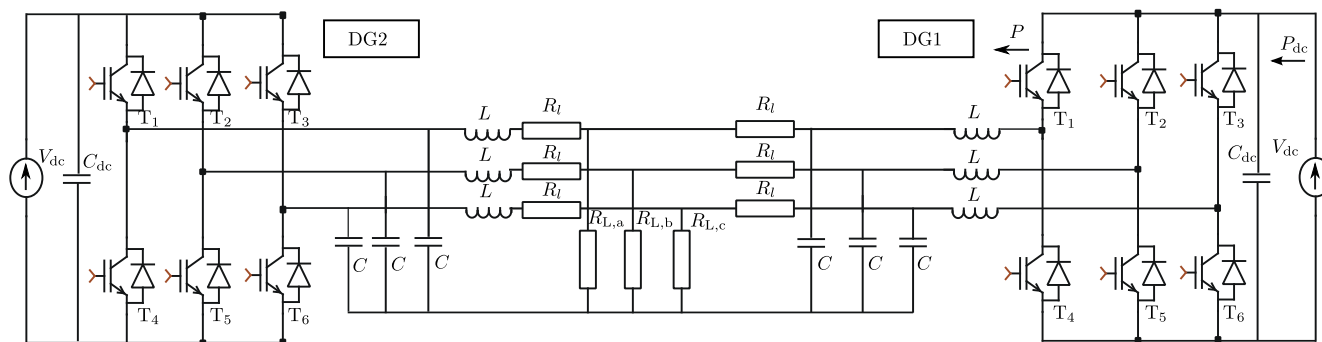 DG2
DG1
P
P_dc
T_1 T_2 T_3
T_1 T_2 T_3
V_dc
C_dc
L R_l R_l L
L R_l R_l L
L R_l R_l L
C_dc
V_dc
R_L,a R_L,b R_L,c
C C C
C C C
T_4 T_5 T_6
T_4 T_5 T_6